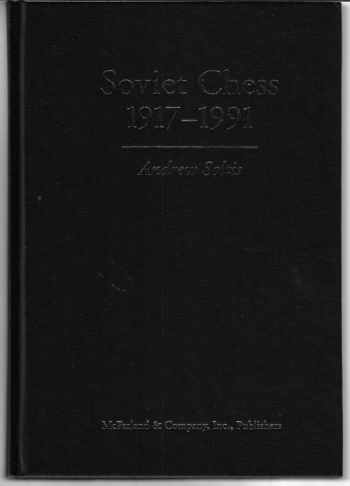 Soviet Chess
1917–1991
Andrew Soltis
McFarland & Company, Inc., Publishers